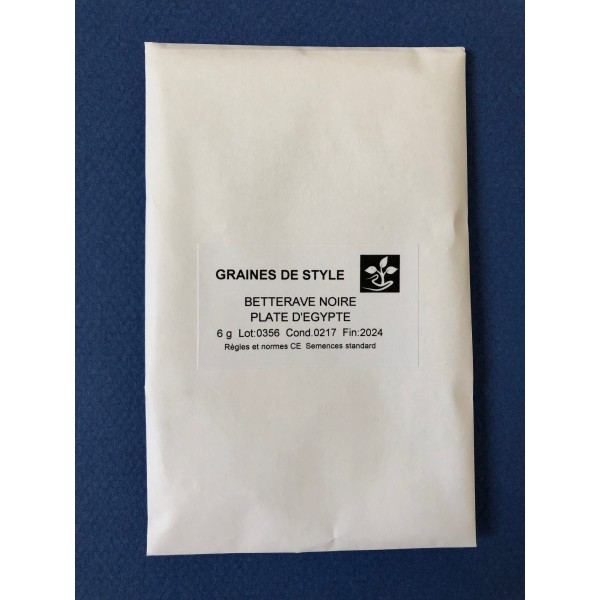 GRAINES DE STYLE
BETTERAVE NOIRE
PLATE D'EGYPTE
6 g Lot:0356 Cond.0217 Fin:2024
Règles et normes CE Semences standard